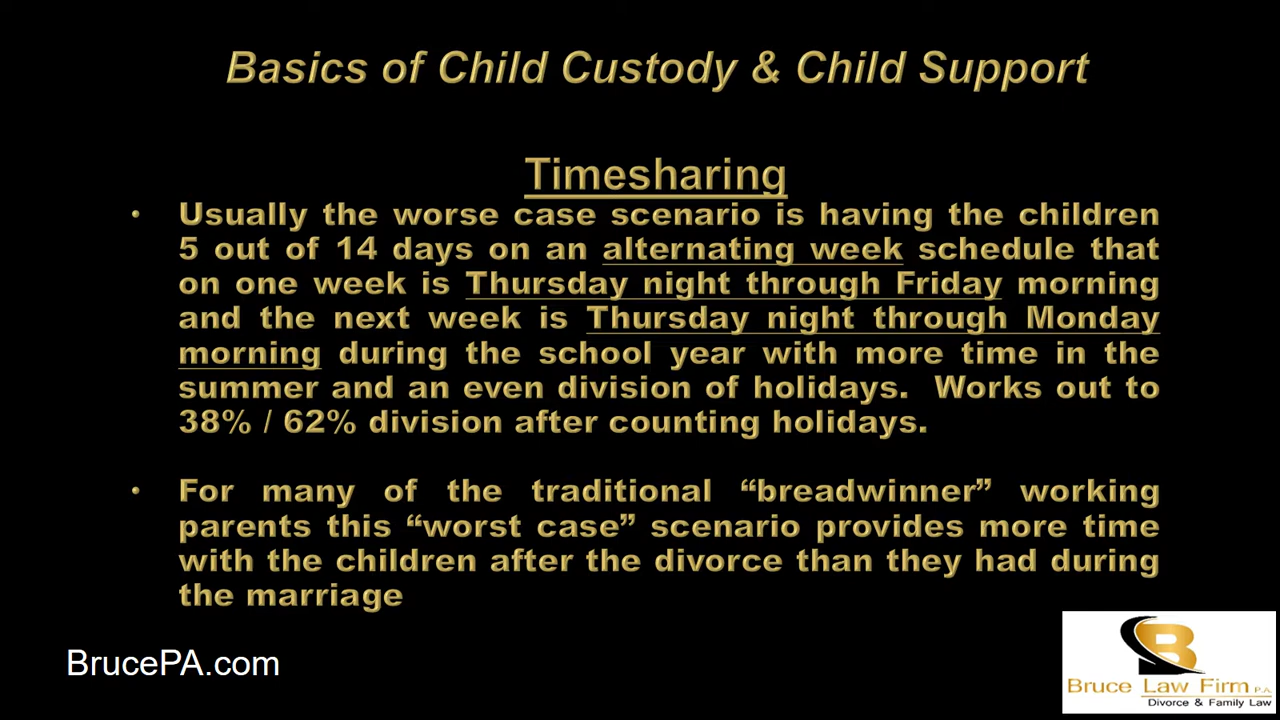 Basics of Child Custody & Child Support
Timesharing
• Usually the worse case scenario is having the children
5 out of 14 days on an alternating week schedule that
on one week is Thursday night through Friday morning
and the next week is Thursday night through Monday
morning during the school year with more time in the
summer and an even division of holidays. Works out to
38% / 62% division after counting holidays.
• For many of the traditional “breadwinner” working
parents this “worst case” scenario provides more time
with the children after the divorce than they had during
the marriage
BrucePA.com
B
Bruce Law Firm P.A.
Divorce & Family Law